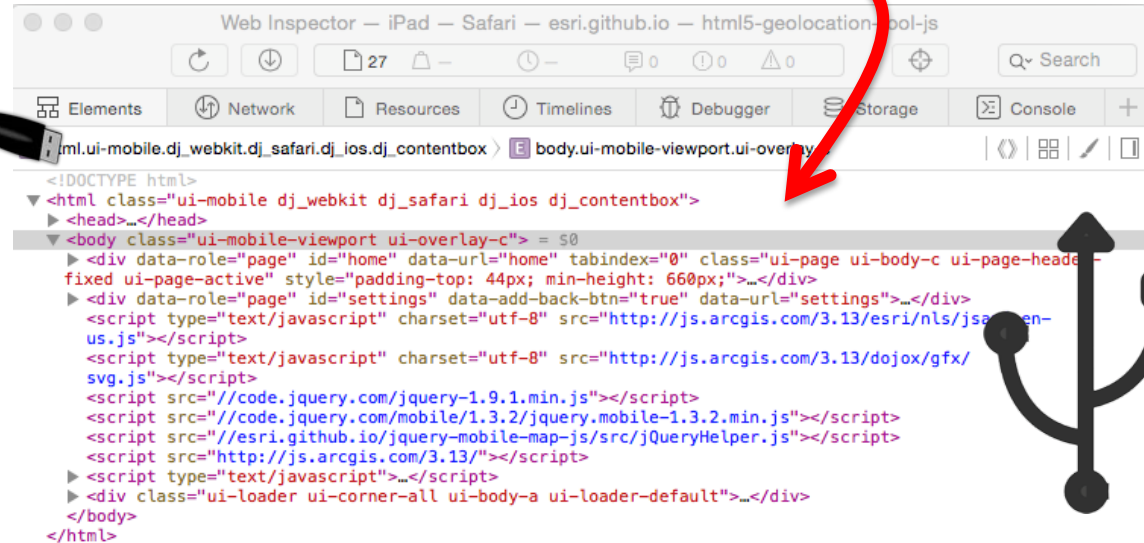 Web Inspector — iPad — Safari — esri.github.io — html5-geolocation-tool-js
27 — — 0 0 0 Search
Elements Network Resources Timelines Debugger Storage Console +
ml.ui-mobile.dj_webkit.dj_safari.dj_ios.dj_contentbox E body.ui-mobile-viewport.ui-overlay-c
<!DOCTYPE html>
<html class="ui-mobile dj_webkit dj_safari dj_ios dj_contentbox">
<head>…</head>
<body class="ui-mobile-viewport ui-overlay-c"> = $0
<div data-role="page" id="home" data-url="home" tabindex="0" class="ui-page ui-body-c ui-page-header-
fixed ui-page-active" style="padding-top: 44px; min-height: 660px;">…</div>
<div data-role="page" id="settings" data-add-back-btn="true" data-url="settings">…</div>
<script type="text/javascript" charset="utf-8" src="http://js.arcgis.com/3.13/esri/nls/jsa en-
us.js"></script>
<script type="text/javascript" charset="utf-8" src="http://js.arcgis.com/3.13/dojox/gfx/
svg.js"></script>
<script src="//code.jquery.com/jquery-1.9.1.min.js"></script>
<script src="//code.jquery.com/mobile/1.3.2/jquery.mobile-1.3.2.min.js"></script>
<script src="//esri.github.io/jquery-mobile-map-js/src/jQueryHelper.js"></script>
<script src="http://js.arcgis.com/3.13/"></script>
<script type="text/javascript">…</script>
<div class="ui-loader ui-corner-all ui-body-a ui-loader-default">…</div>
</body>
</html>